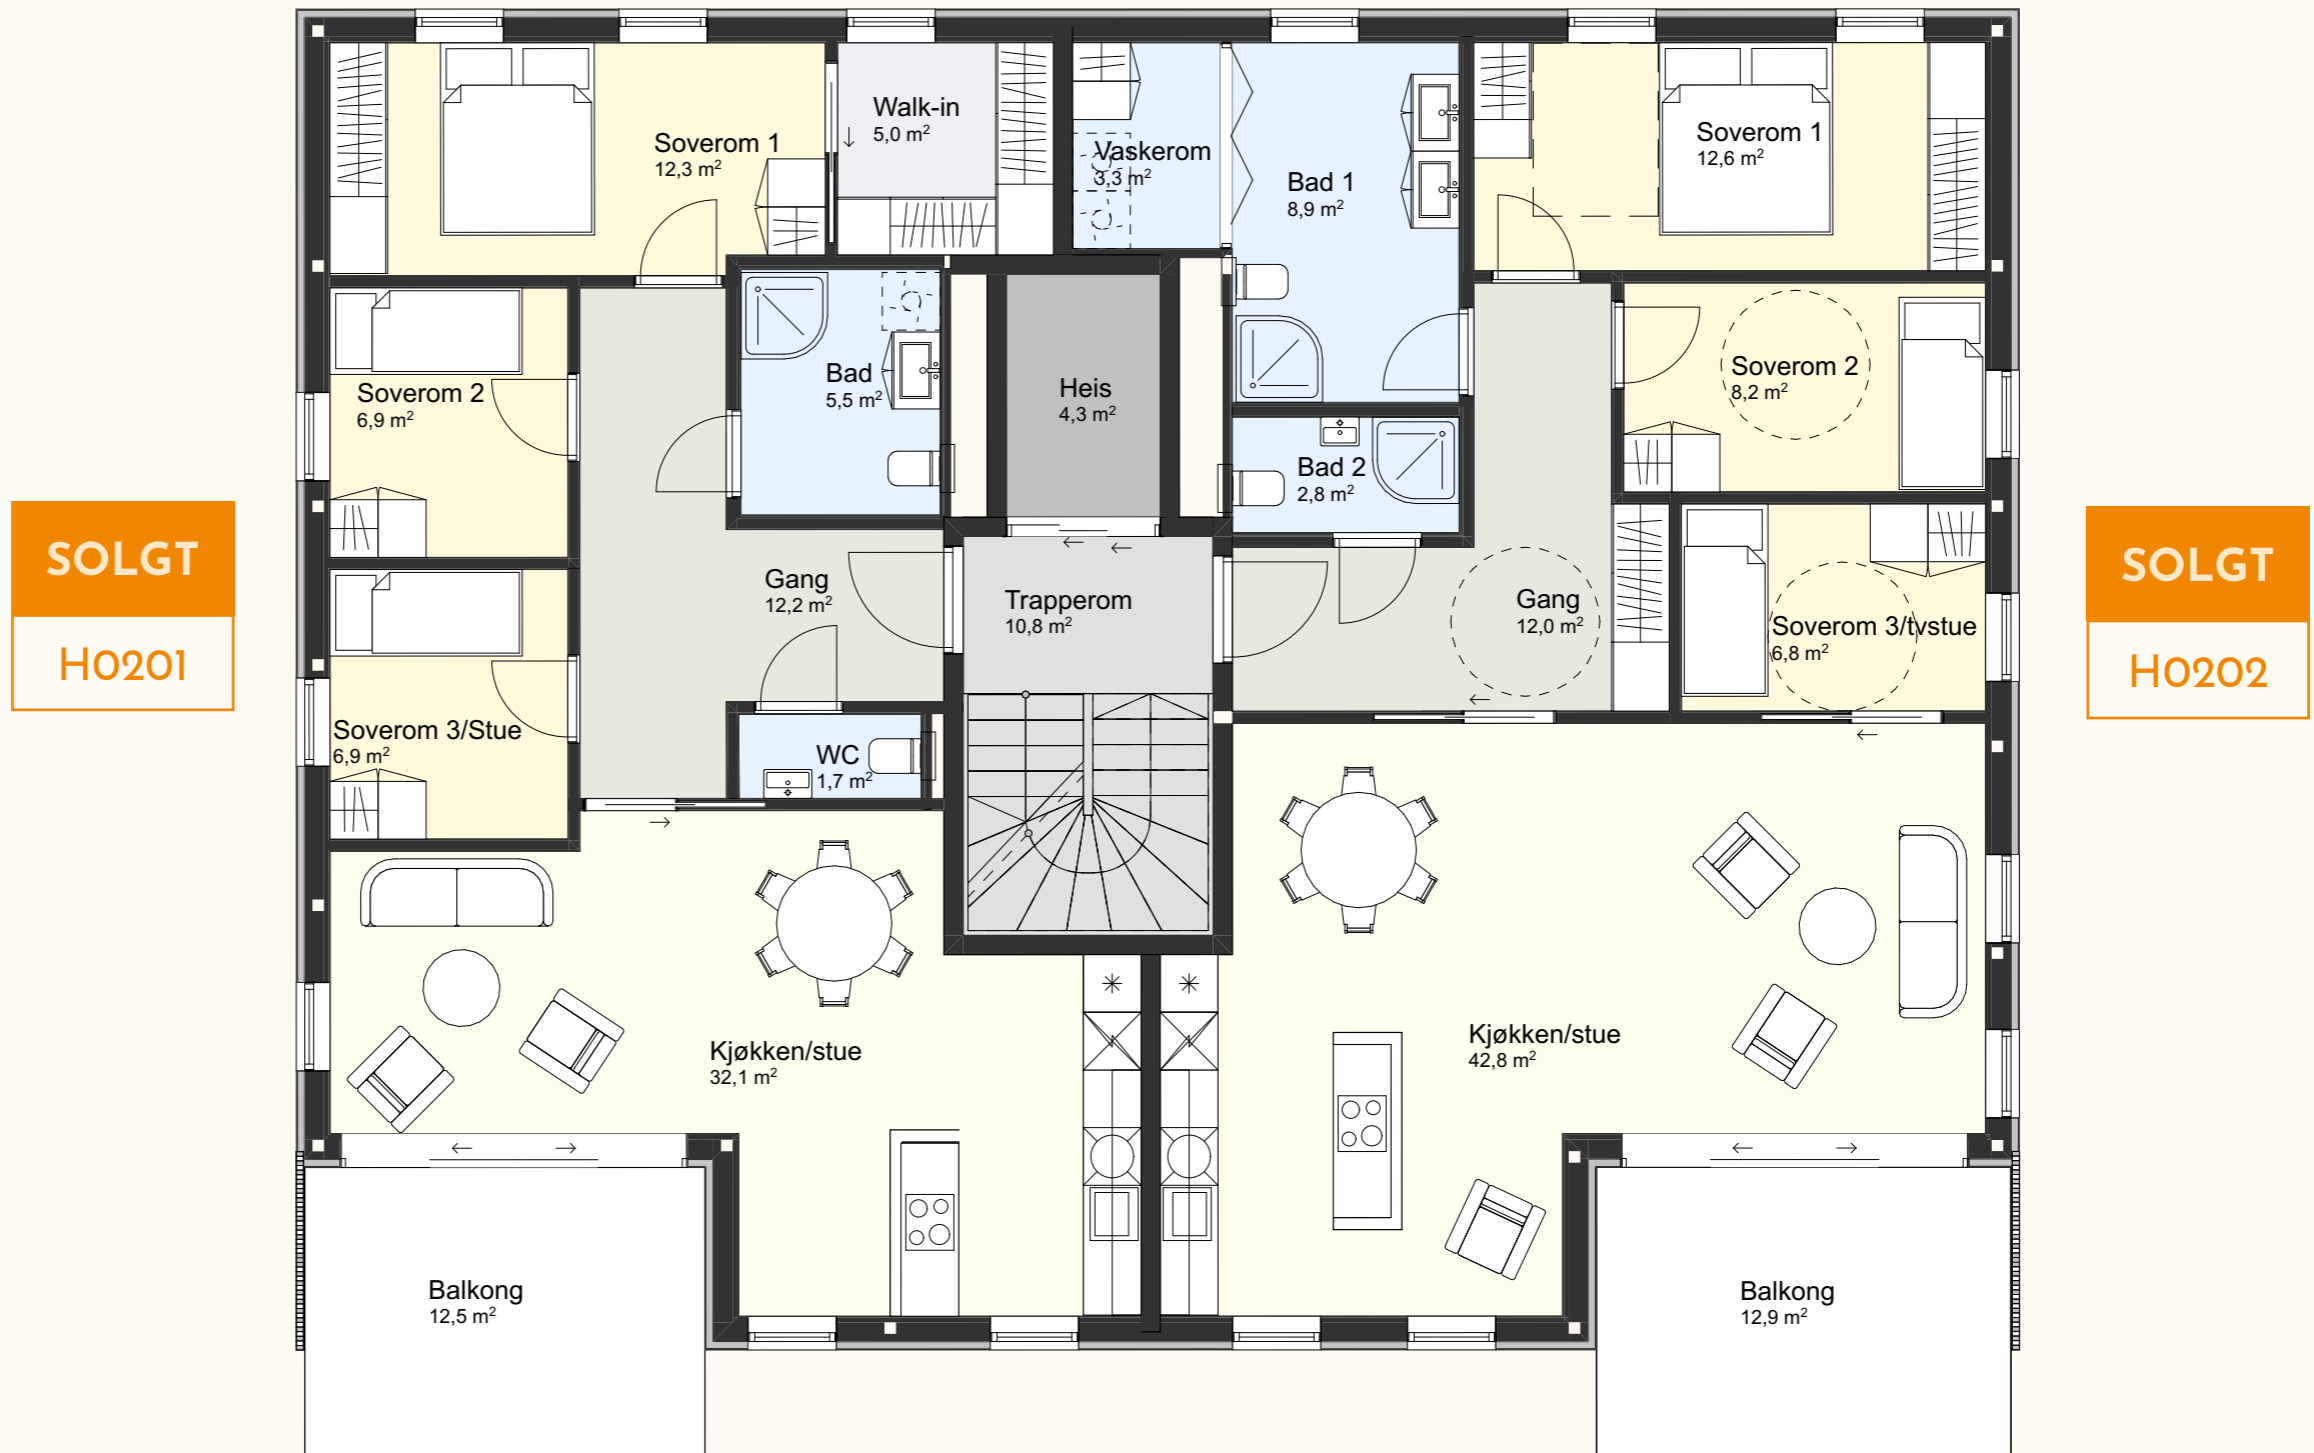 Soverom 1
12,3 m²
Walk-in
5,0 m²
Vaskerom
3,3 m²
Bad 1
8,9 m²
Soverom 1
12,6 m²
Soverom 2
6,9 m²
Bad
5,5 m²
Heis
4,3 m²
Bad 2
2,8 m²
Soverom 2
8,2 m²
SOLGT
H0201
Gang
12,2 m²
Trapperom
10,8 m²
Gang
12,0 m²
Soverom 3/tvstue
6,8 m²
SOLGT
H0202
Soverom 3/Stue
6,9 m²
WC
1,7 m²
Kjøkken/stue
32,1 m²
Kjøkken/stue
42,8 m²
Balkong
12,5 m²
Balkong
12,9 m²